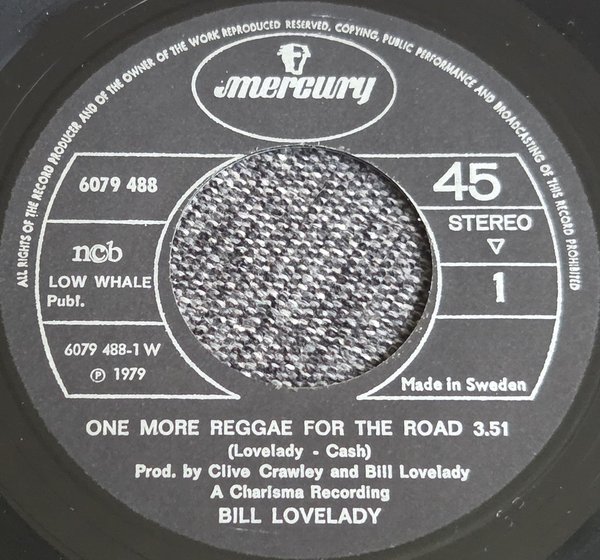 ALL RIGHTS OF THE RECORD PRODUCER AND OF THE OWNER OF THE WORK REPRODUCED RESERVED. COPYING, PUBLIC PERFORMANCE AND BROADCASTING OF THIS RECORD PROHIBITED
mercury
6079 488
45
STEREO
ncb
LOW WHALE
Publ.
1
6079 488-1 W
℗ 1979
Made in Sweden
ONE MORE REGGAE FOR THE ROAD 3.51
(Lovelady - Cash)
Prod. by Clive Crawley and Bill Lovelady
A Charisma Recording
BILL LOVELADY